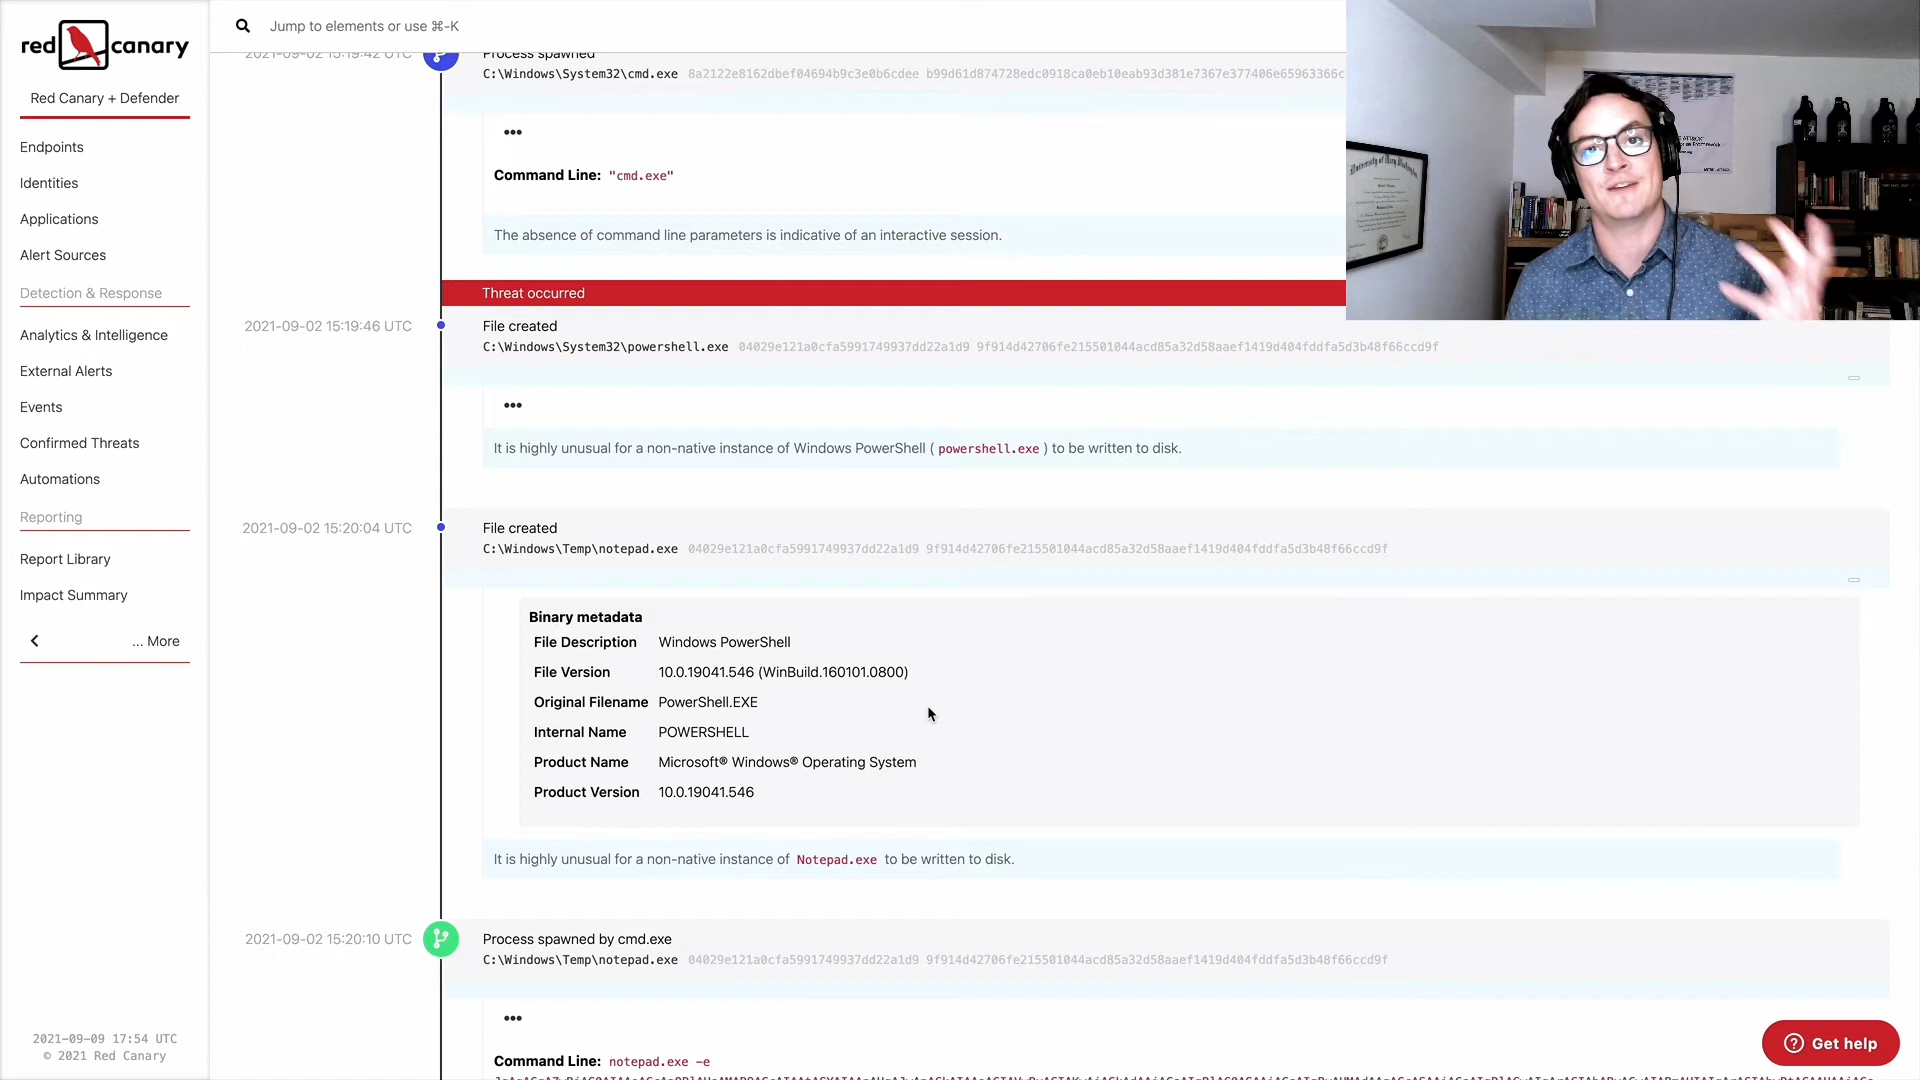 red canary
Red Canary + Defender
Endpoints
Identities
Applications
Alert Sources
Detection & Response
Analytics & Intelligence
External Alerts
Events
Confirmed Threats
Automations
Reporting
Report Library
Impact Summary
... More
2021-09-09 17:54 UTC
© 2021 Red Canary
Jump to elements or use ⌘-K
2021-09-02 15:19:42 UTC
Process spawned
C:\Windows\System32\cmd.exe 8a2122e8162dbef04694b9c3e0b6cdee b99d61d874728edc0918ca0eb10eab93d381e7367e377406e65963366c
•••
Command Line: "cmd.exe"
The absence of command line parameters is indicative of an interactive session.
Threat occurred
2021-09-02 15:19:46 UTC
File created
C:\Windows\System32\powershell.exe 04029e121a0cfa5991749937dd22a1d9 9f914d42706fe215501044acd85a32d58aaef1419d404fddfa5d3b48f66ccd9f
•••
It is highly unusual for a non-native instance of Windows PowerShell ( powershell.exe ) to be written to disk.
2021-09-02 15:20:04 UTC
File created
C:\Windows\Temp\notepad.exe 04029e121a0cfa5991749937dd22a1d9 9f914d42706fe215501044acd85a32d58aaef1419d404fddfa5d3b48f66ccd9f
Binary metadata
File Description Windows PowerShell
File Version 10.0.19041.546 (WinBuild.160101.0800)
Original Filename PowerShell.EXE
Internal Name POWERSHELL
Product Name Microsoft® Windows® Operating System
Product Version 10.0.19041.546
It is highly unusual for a non-native instance of Notepad.exe to be written to disk.
2021-09-02 15:20:10 UTC
Process spawned by cmd.exe
C:\Windows\Temp\notepad.exe 04029e121a0cfa5991749937dd22a1d9 9f914d42706fe215501044acd85a32d58aaef1419d404fddfa5d3b48f66ccd9f
•••
Command Line: notepad.exe -e
Get help